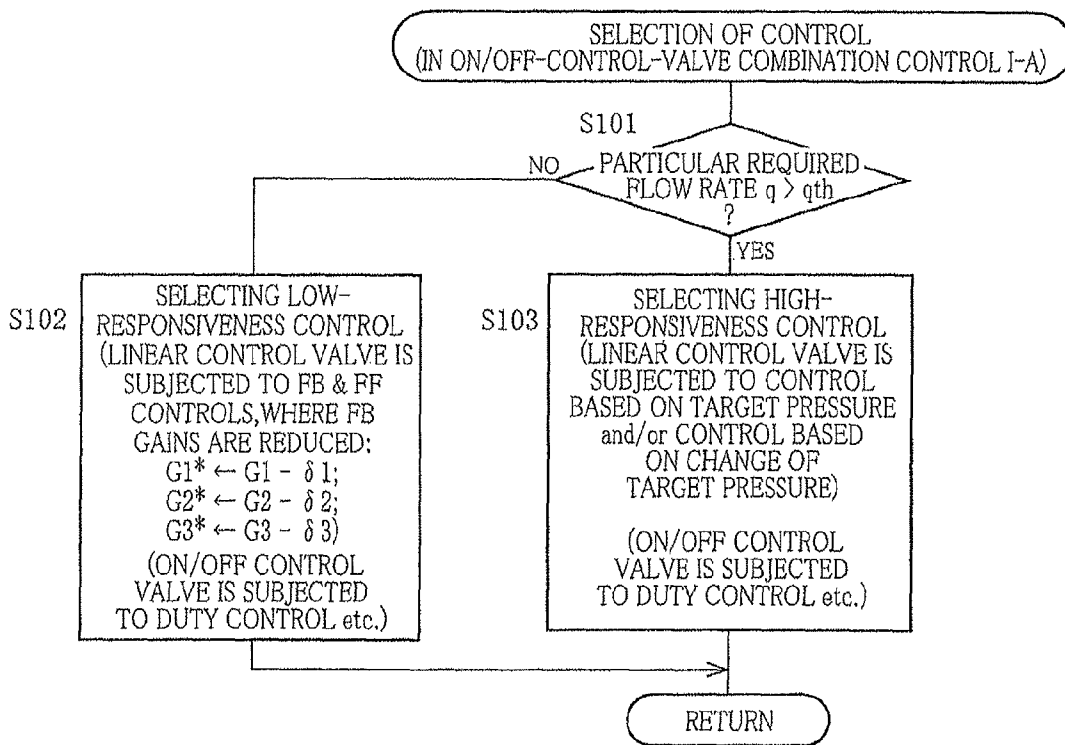 SELECTION OF CONTROL
(IN ON/OFF-CONTROL-VALVE COMBINATION CONTROL I-A)
S101
NO
PARTICULAR REQUIRED
FLOW RATE q > qth
?
YES
S102
SELECTING LOW-
RESPONSIVENESS CONTROL
(LINEAR CONTROL VALVE IS
SUBJECTED TO FB & FF
CONTROLS,WHERE FB
GAINS ARE REDUCED:
G1* ← G1 - δ 1;
G2* ← G2 - δ 2;
G3* ← G3 - δ 3)
(ON/OFF CONTROL
VALVE IS SUBJECTED
TO DUTY CONTROL etc.)
S103
SELECTING HIGH-
RESPONSIVENESS CONTROL
(LINEAR CONTROL VALVE IS
SUBJECTED TO CONTROL
BASED ON TARGET PRESSURE
and/or CONTROL BASED
ON CHANGE OF
TARGET PRESSURE)
(ON/OFF CONTROL
VALVE IS SUBJECTED
TO DUTY CONTROL etc.)
RETURN